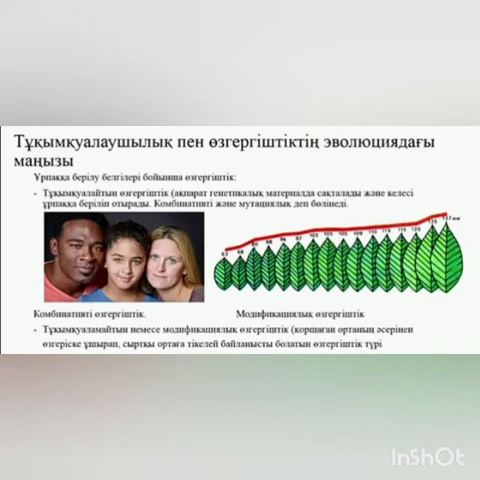 Тұқымқуалаушылық пен өзгергіштіктің эволюциядағы
маңызы
Ұрпаққа берілу белгілері бойынша өзгергіштік:
- Тұқымқуалайтын өзгергіштік (ақпарат генетикалық материалда сақталады және келесі
ұрпаққа беріліп отырады. Комбинативті және мутациялық деп бөлінеді.
Комбинативті өзгергіштік.
Модификациялық өзгергіштік
- Тұқымқуаламайтын немесе модификациялық өзгергіштік (қоршаған ортаның әсерінен
өзгеріске ұшырап, сыртқы ортаға тікелей байланысты болатын өзгергіштік түрі
InShOt